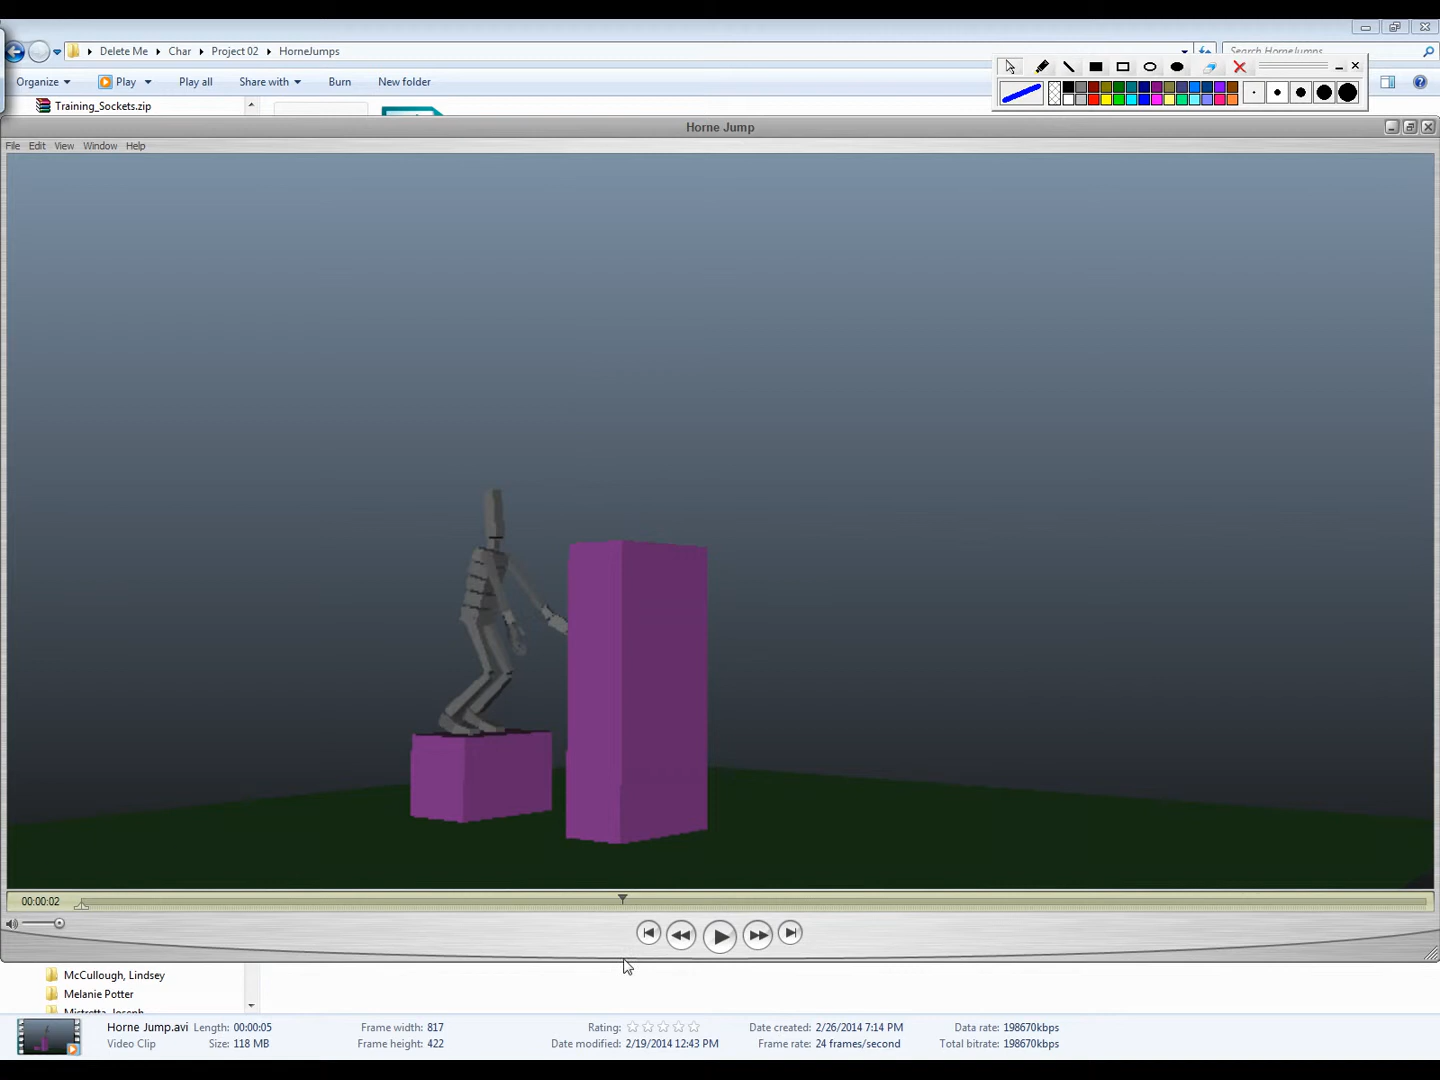 Delete Me
Char
Project 02
HorneJumps
Search HorneJumps
Organize
Play
Play all
Share with
Burn
New folder
Training_Sockets.zip
Horne Jump
File Edit View Window Help
00:00:02
McCullough, Lindsey
Melanie Potter
Mistretta, Joseph
Horne Jump.avi Length: 00:00:05 Frame width: 817 Rating: Date created: 2/26/2014 7:14 PM Data rate: 198670kbps
Video Clip Size: 118 MB Frame height: 422 Date modified: 2/19/2014 12:43 PM Frame rate: 24 frames/second Total bitrate: 198670kbps